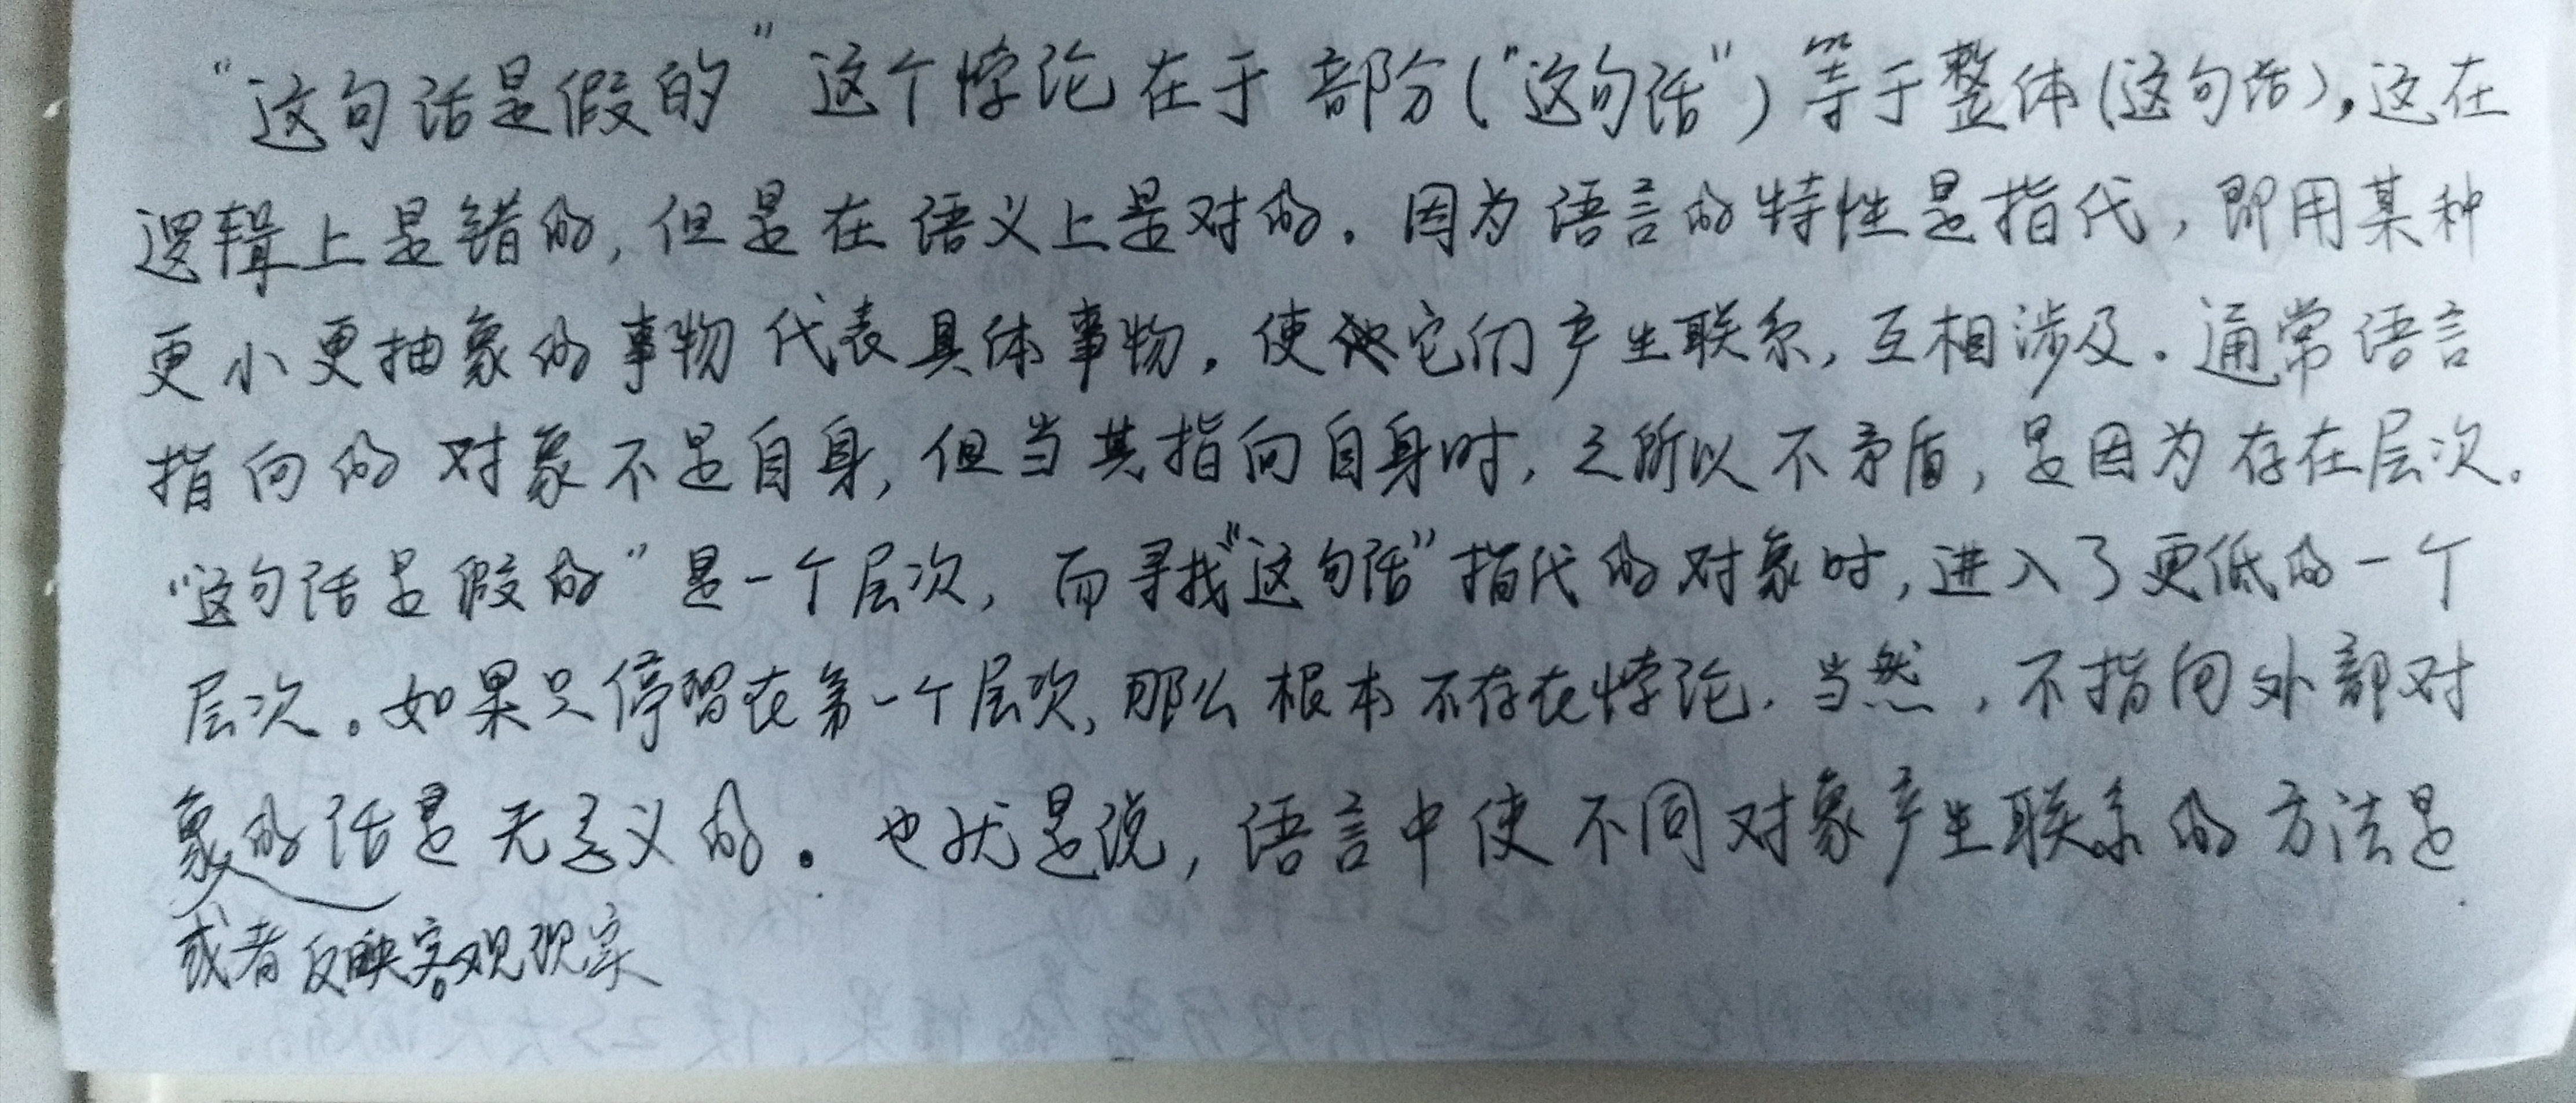 “这句话是假的”这个悖论在于部分(“这句话”)等于整体(这句话),这在
逻辑上是错的,但是在语义上是对的。因为语言的特性是指代,即用某种
更小更抽象的事物代表具体事物,使它们产生联系,互相涉及。通常语言
指向的对象不是自身,但当其指向自身时,之所以不矛盾,是因为存在层次。
“这句话是假的”是一个层次,而寻找“这句话”指代的对象时,进入了更低的一个
层次。如果只停留在第一个层次,那么根本不存在悖论.当然,不指向外部对
象的话是无意义的。也就是说,语言中使不同对象产生联系的方法是
或者反映客观现实